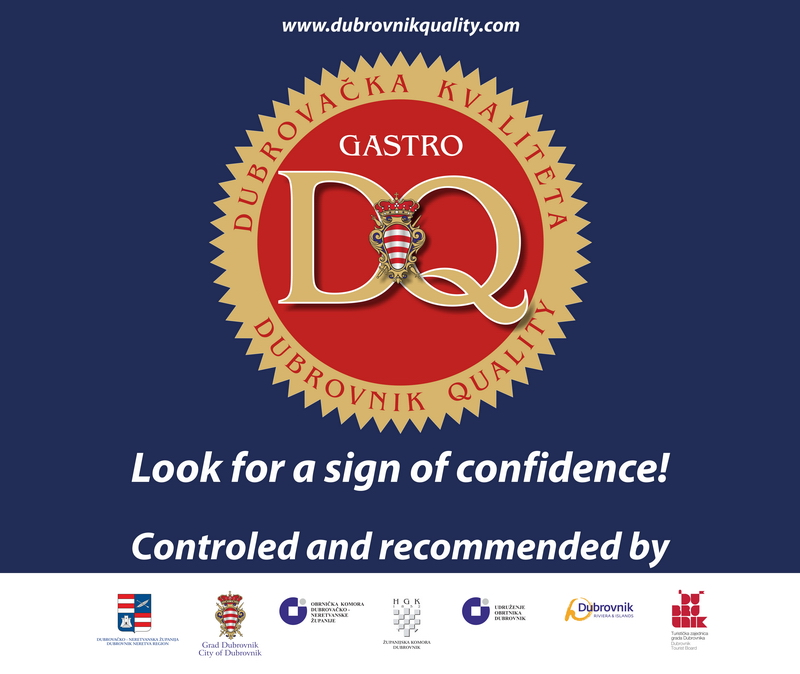 www.dubrovnikquality.com
DUBROVAČKA KVALITETA
GASTRO
DQ
DUBROVNIK QUALITY
Look for a sign of confidence!
Controled and recommended by
DUBROVAČKO - NERETVANSKA ŽUPANIJA
DUBROVNIK NERETVA REGION
Grad Dubrovnik
City of Dubrovnik
OBRTNIČKA KOMORA
DUBROVAČKO -
NERETVANSKE
ŽUPANIJE
HGK
ŽUPANIJSKA KOMORA
DUBROVNIK
UDRUŽENJE
OBRTNIKA
DUBROVNIK
Dubrovnik
RIVIERA & ISLANDS
DU
BRO
VNIK
Turistička zajednica
grada Dubrovnika
Dubrovnik
Tourist Board